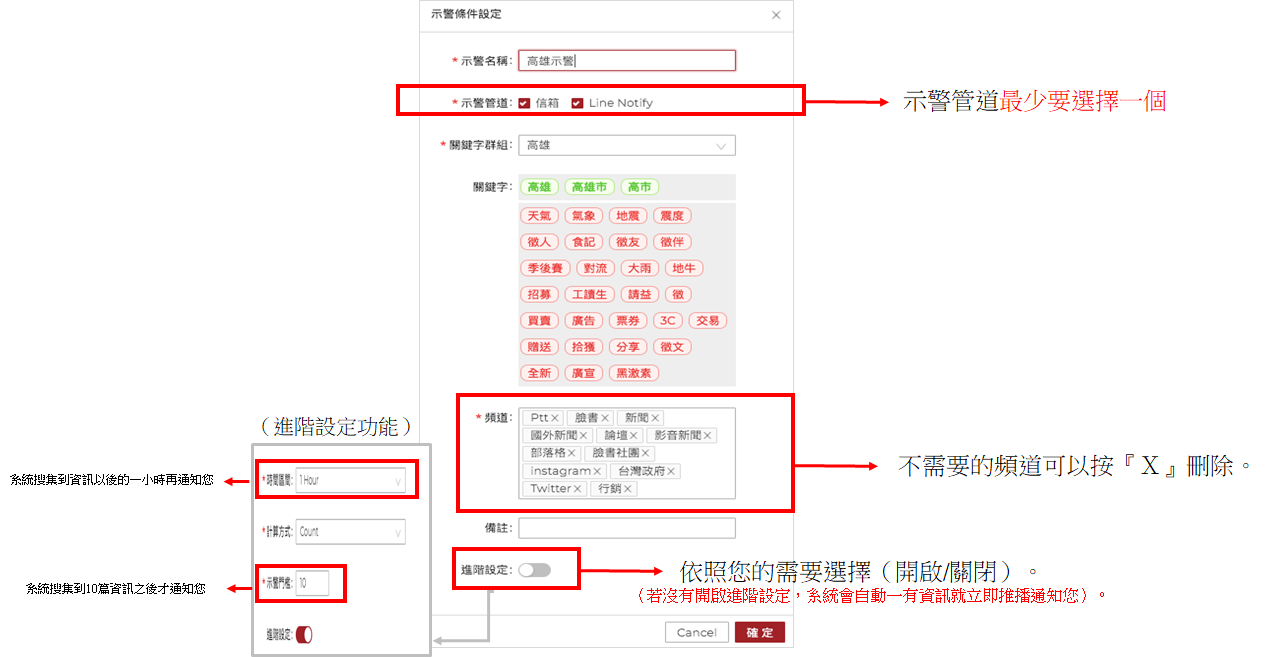 示警條件設定
* 示警名稱: 高雄示警
* 示警管道: 信箱 Line Notify
示警管道最少要選擇一個
* 關鍵字群組: 高雄
關鍵字: 高雄 高雄市 高市
天氣 氣象 地震 震度
徵人 食記 徵友 徵伴
季後賽 對流 大雨 地牛
招募 工讀生 請益 徵
買賣 廣告 票券 3C 交易
贈送 拾獲 分享 徵文
全新 廣宣 黑激素
* 頻道: Ptt× 臉書× 新聞×
國外新聞× 論壇× 影音新聞×
部落格× 臉書社團×
instagram× 台灣政府×
Twitter× 行銷×
不需要的頻道可以按『X』刪除。
備註:
進階設定:
依照您的需要選擇（開啟/關閉）。
（若沒有開啟進階設定，系統會自動一有資訊就立即推播通知您）。
Cancel 確定
（進階設定功能）
系統搜集到資訊以後的一小時再通知您
* 時間區間: 1 Hour
* 計算方式: Count
系統搜集到10篇資訊之後才通知您
* 示警門檻: 10
進階設定: